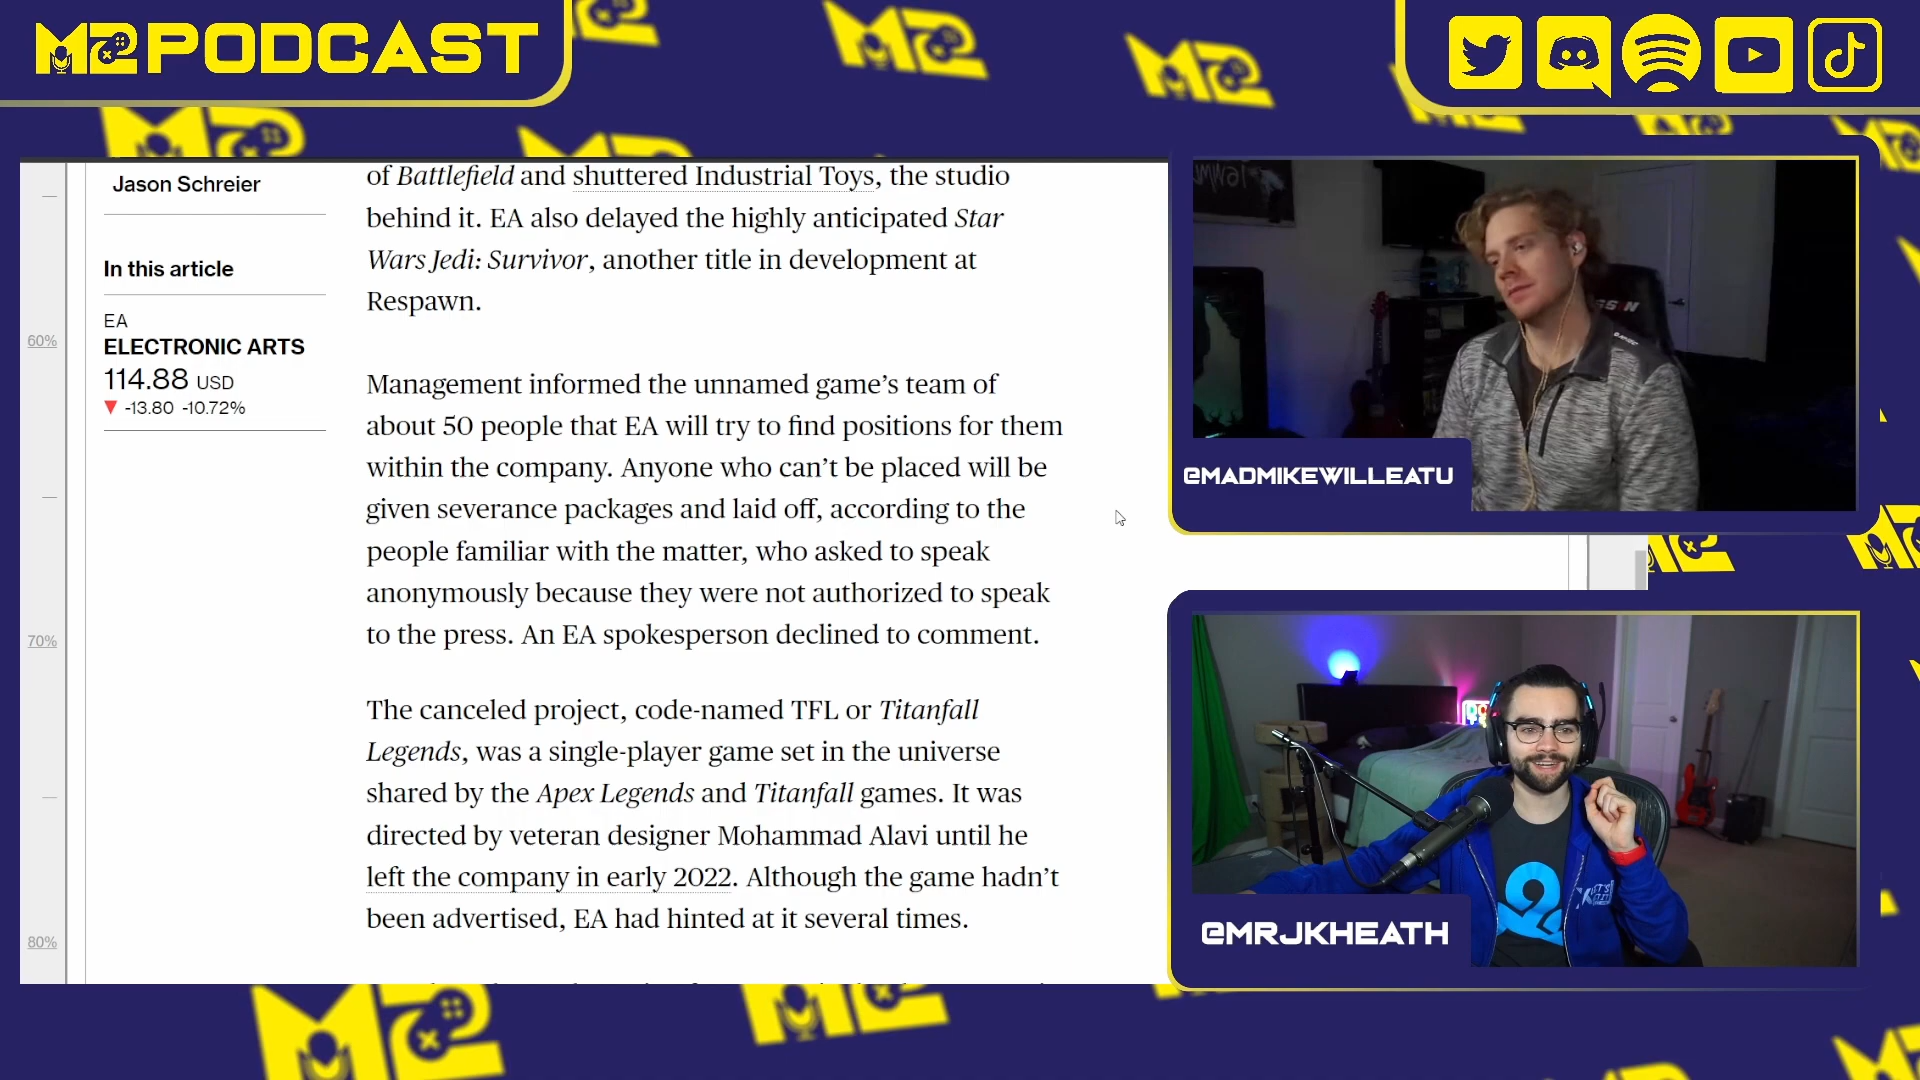 M2 PODCAST
Jason Schreier
In this article
EA
ELECTRONIC ARTS
114.88 USD
▼ -13.80 -10.72%
60%
70%
80%
of Battlefield and shuttered Industrial Toys, the studio
behind it. EA also delayed the highly anticipated Star
Wars Jedi: Survivor, another title in development at
Respawn.
Management informed the unnamed game’s team of
about 50 people that EA will try to find positions for them
within the company. Anyone who can’t be placed will be
given severance packages and laid off, according to the
people familiar with the matter, who asked to speak
anonymously because they were not authorized to speak
to the press. An EA spokesperson declined to comment.
The canceled project, code-named TFL or Titanfall
Legends, was a single-player game set in the universe
shared by the Apex Legends and Titanfall games. It was
directed by veteran designer Mohammad Alavi until he
left the company in early 2022. Although the game hadn’t
been advertised, EA had hinted at it several times.
@MADMIKEWILLEATU
@MRJKHEATH